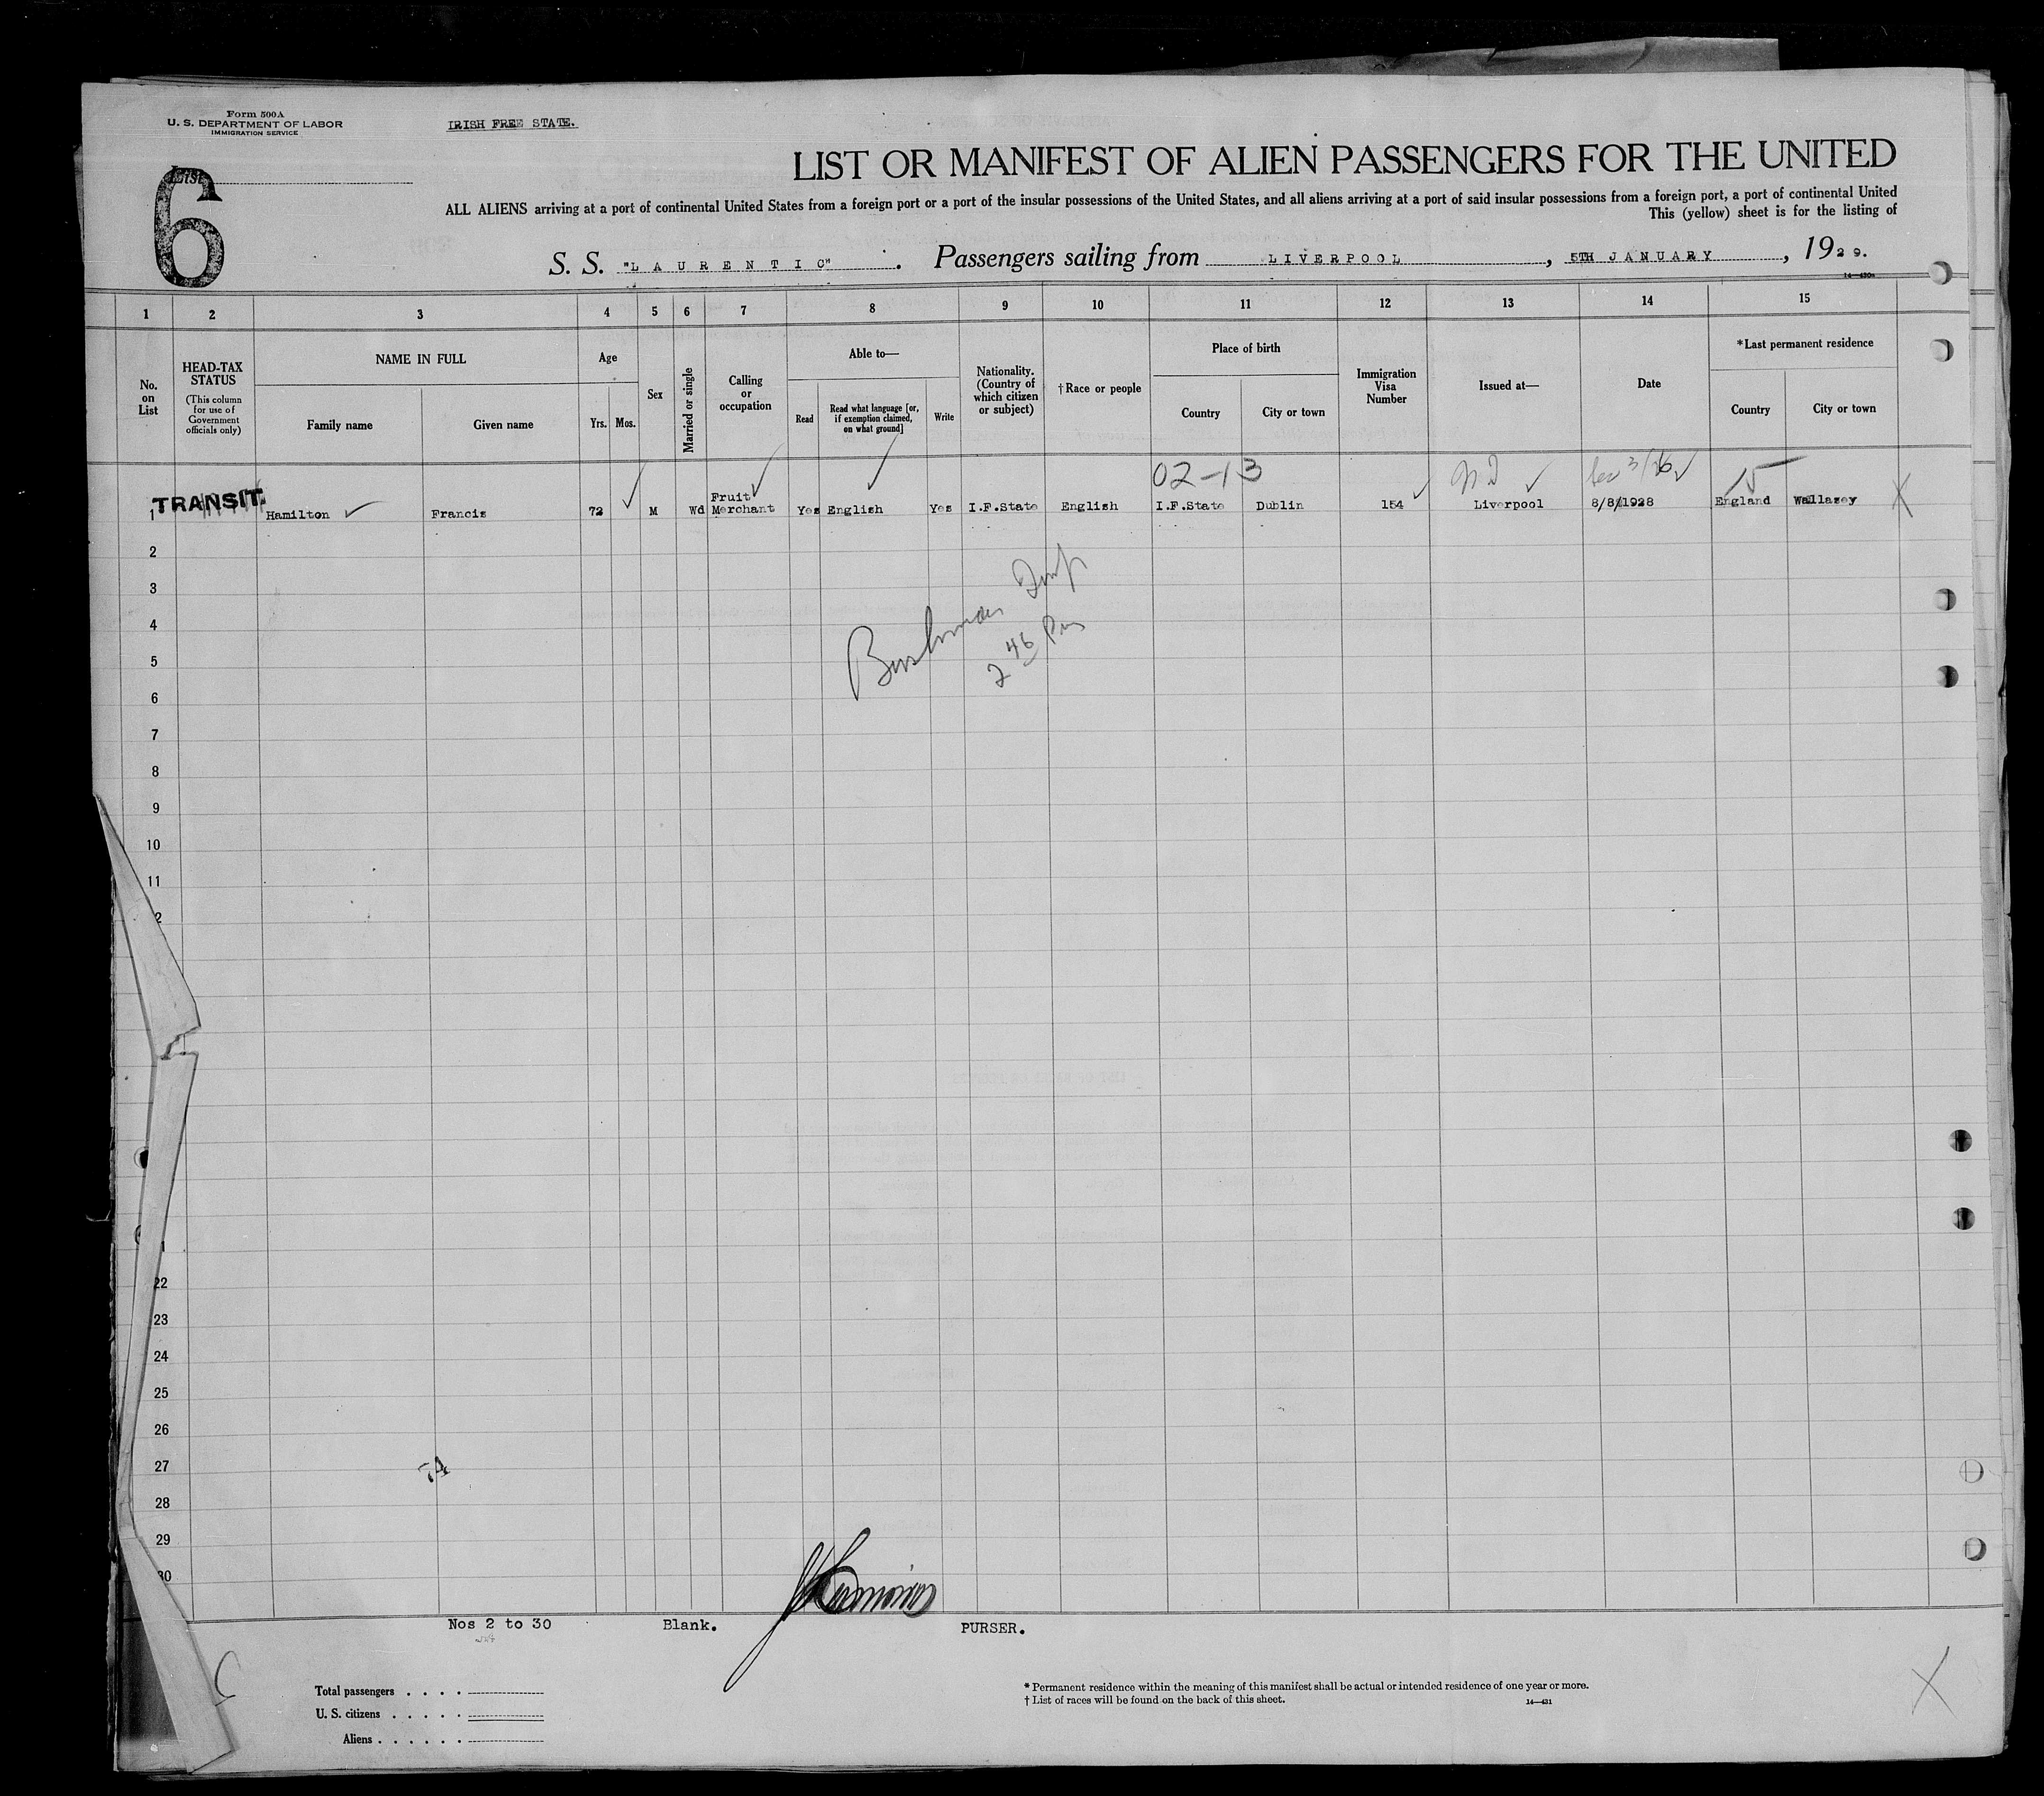 Form 500A
U. S. DEPARTMENT OF LABOR
IMMIGRATION SERVICE
IRISH FREE STATE.
List
6
LIST OR MANIFEST OF ALIEN PASSENGERS FOR THE UNITED
ALL ALIENS arriving at a port of continental United States from a foreign port or a port of the insular possessions of the United States, and all aliens arriving at a port of said insular possessions from a foreign port, a port of continental United
This (yellow) sheet is for the listing of
S. S. "LAURENTIC". Passengers sailing from LIVERPOOL, 5TH JANUARY, 1929.
14—430a
1 2 3 4 5 6 7 8 9 10 11 12 13 14 15
No. on List
HEAD-TAX STATUS
(This column for use of Government officials only)
NAME IN FULL
Family name Given name
Age
Yrs. Mos.
Sex
Married or single
Calling or occupation
Able to—
Read
Read what language [or, if exemption claimed, on what ground]
Write
Nationality. (Country of which citizen or subject)
†Race or people
Place of birth
Country City or town
Immigration Visa Number
Issued at—
Date
*Last permanent residence
Country City or town
02-13
15
1 TRANSIT. Hamilton Francis 72 M Wd Fruit Merchant Yes English Yes I.F.State English I.F.State Dublin 154 Liverpool 8/8/1928 England Wallasey X
2
3
4
5
6
7
8
9
10
11
2
1
22
23
24
25
26
27
28
29
30
2 46 Pm
74
Nos 2 to 30 Blank. PURSER.
Total passengers . . . .
U. S. citizens . . . . .
Aliens . . . . . .
* Permanent residence within the meaning of this manifest shall be actual or intended residence of one year or more.
† List of races will be found on the back of this sheet.
14—431
X